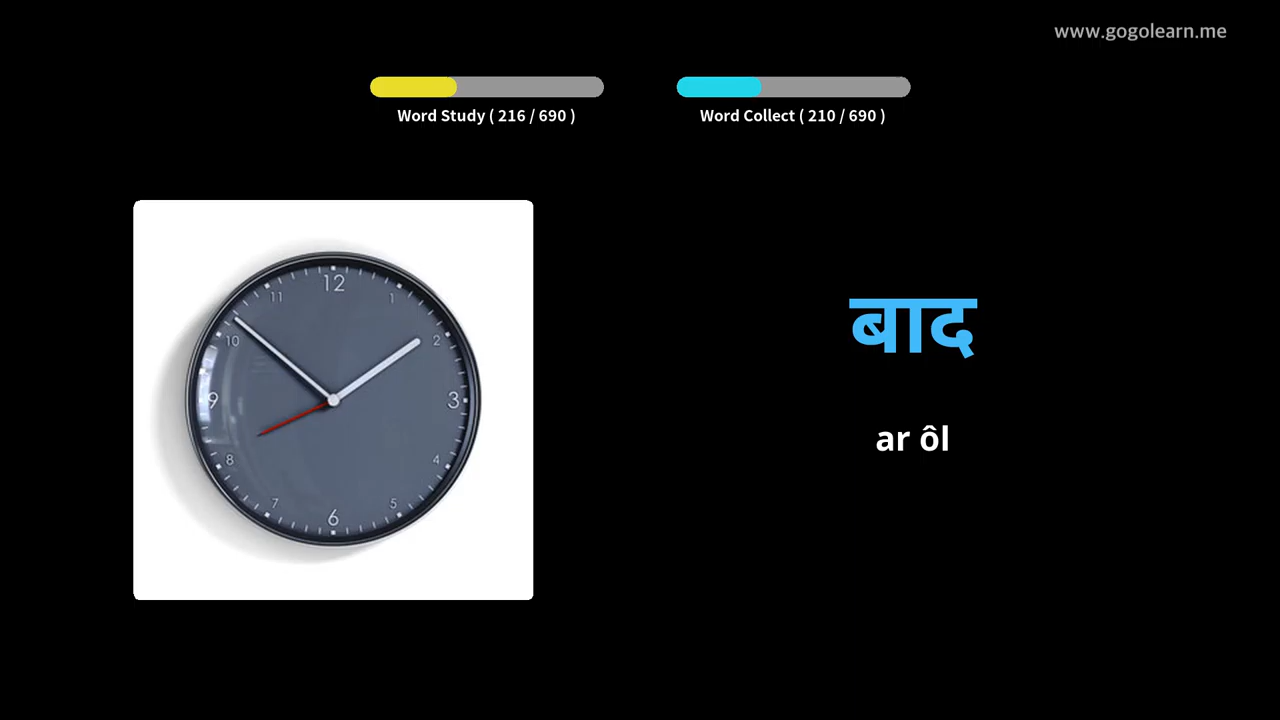 www.gogolearn.me
Word Study ( 216 / 690 )
Word Collect ( 210 / 690 )
12
11
1
10
2
9
3
8
4
7
5
6
बाद
ar ôl